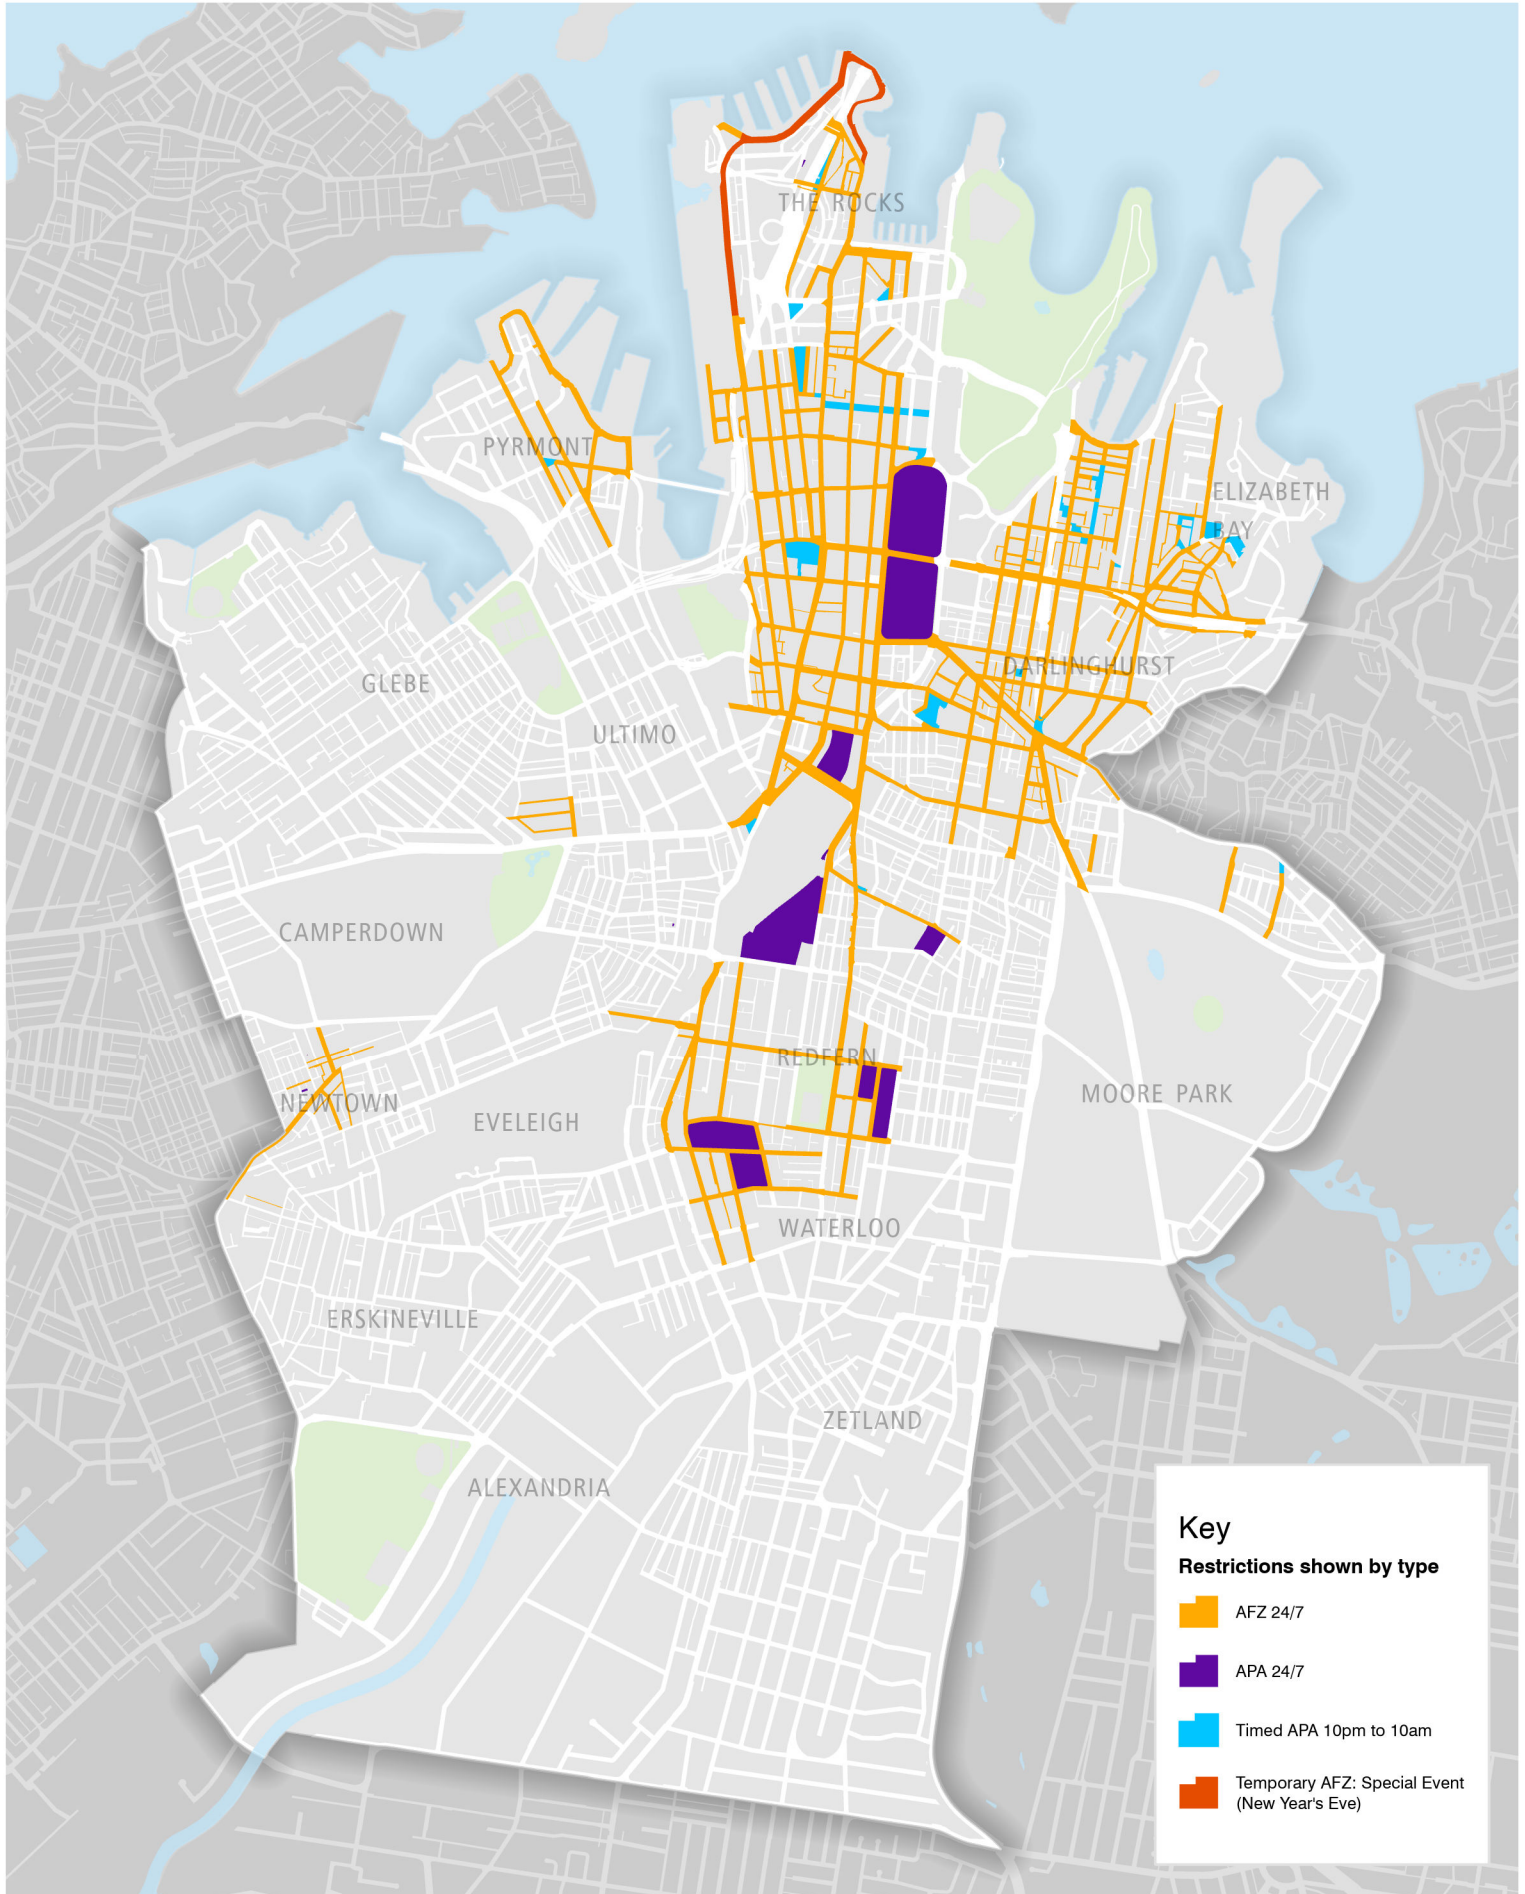 THE ROCKS
PYRMONT
ELIZABETH
BAY
DARLINGHURST
GLEBE
ULTIMO
CAMPERDOWN
REDFERN
MOORE PARK
NEWTOWN
EVELEIGH
WATERLOO
ERSKINEVILLE
ZETLAND
ALEXANDRIA
Key
Restrictions shown by type
AFZ 24/7
APA 24/7
Timed APA 10pm to 10am
Temporary AFZ: Special Event
(New Year's Eve)